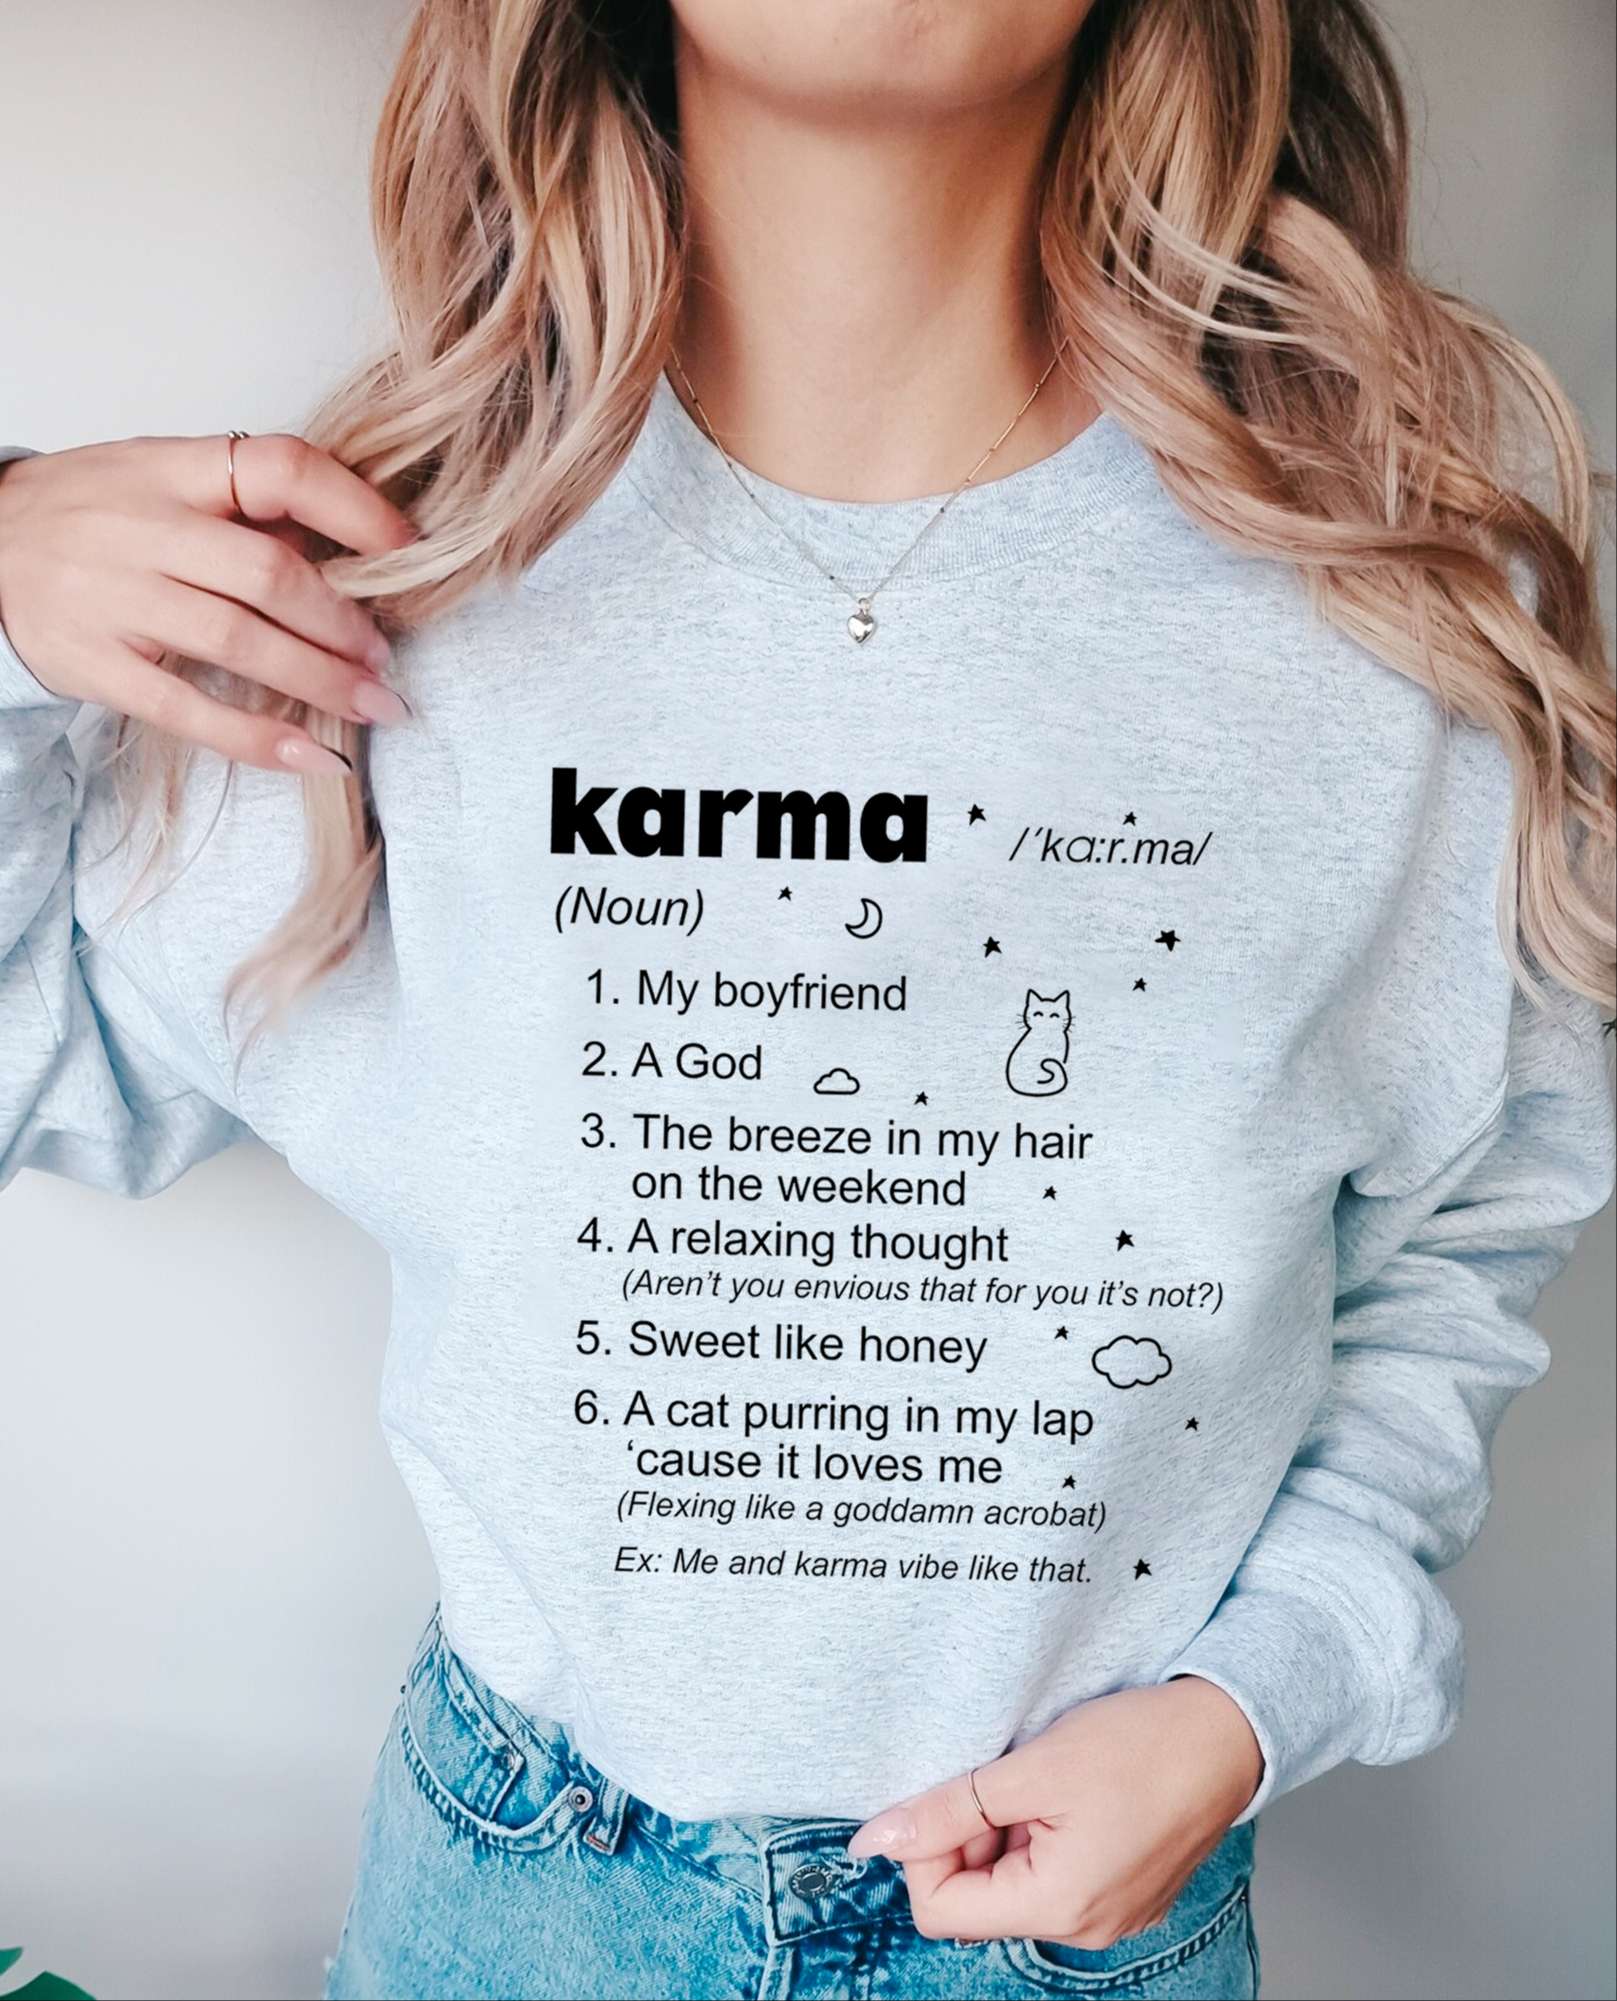 karma /'kɑ:r.ma/
(Noun)
1. My boyfriend
2. A God
3. The breeze in my hair
on the weekend
4. A relaxing thought
(Aren’t you envious that for you it’s not?)
5. Sweet like honey
6. A cat purring in my lap
‘cause it loves me
(Flexing like a goddamn acrobat)
Ex: Me and karma vibe like that.